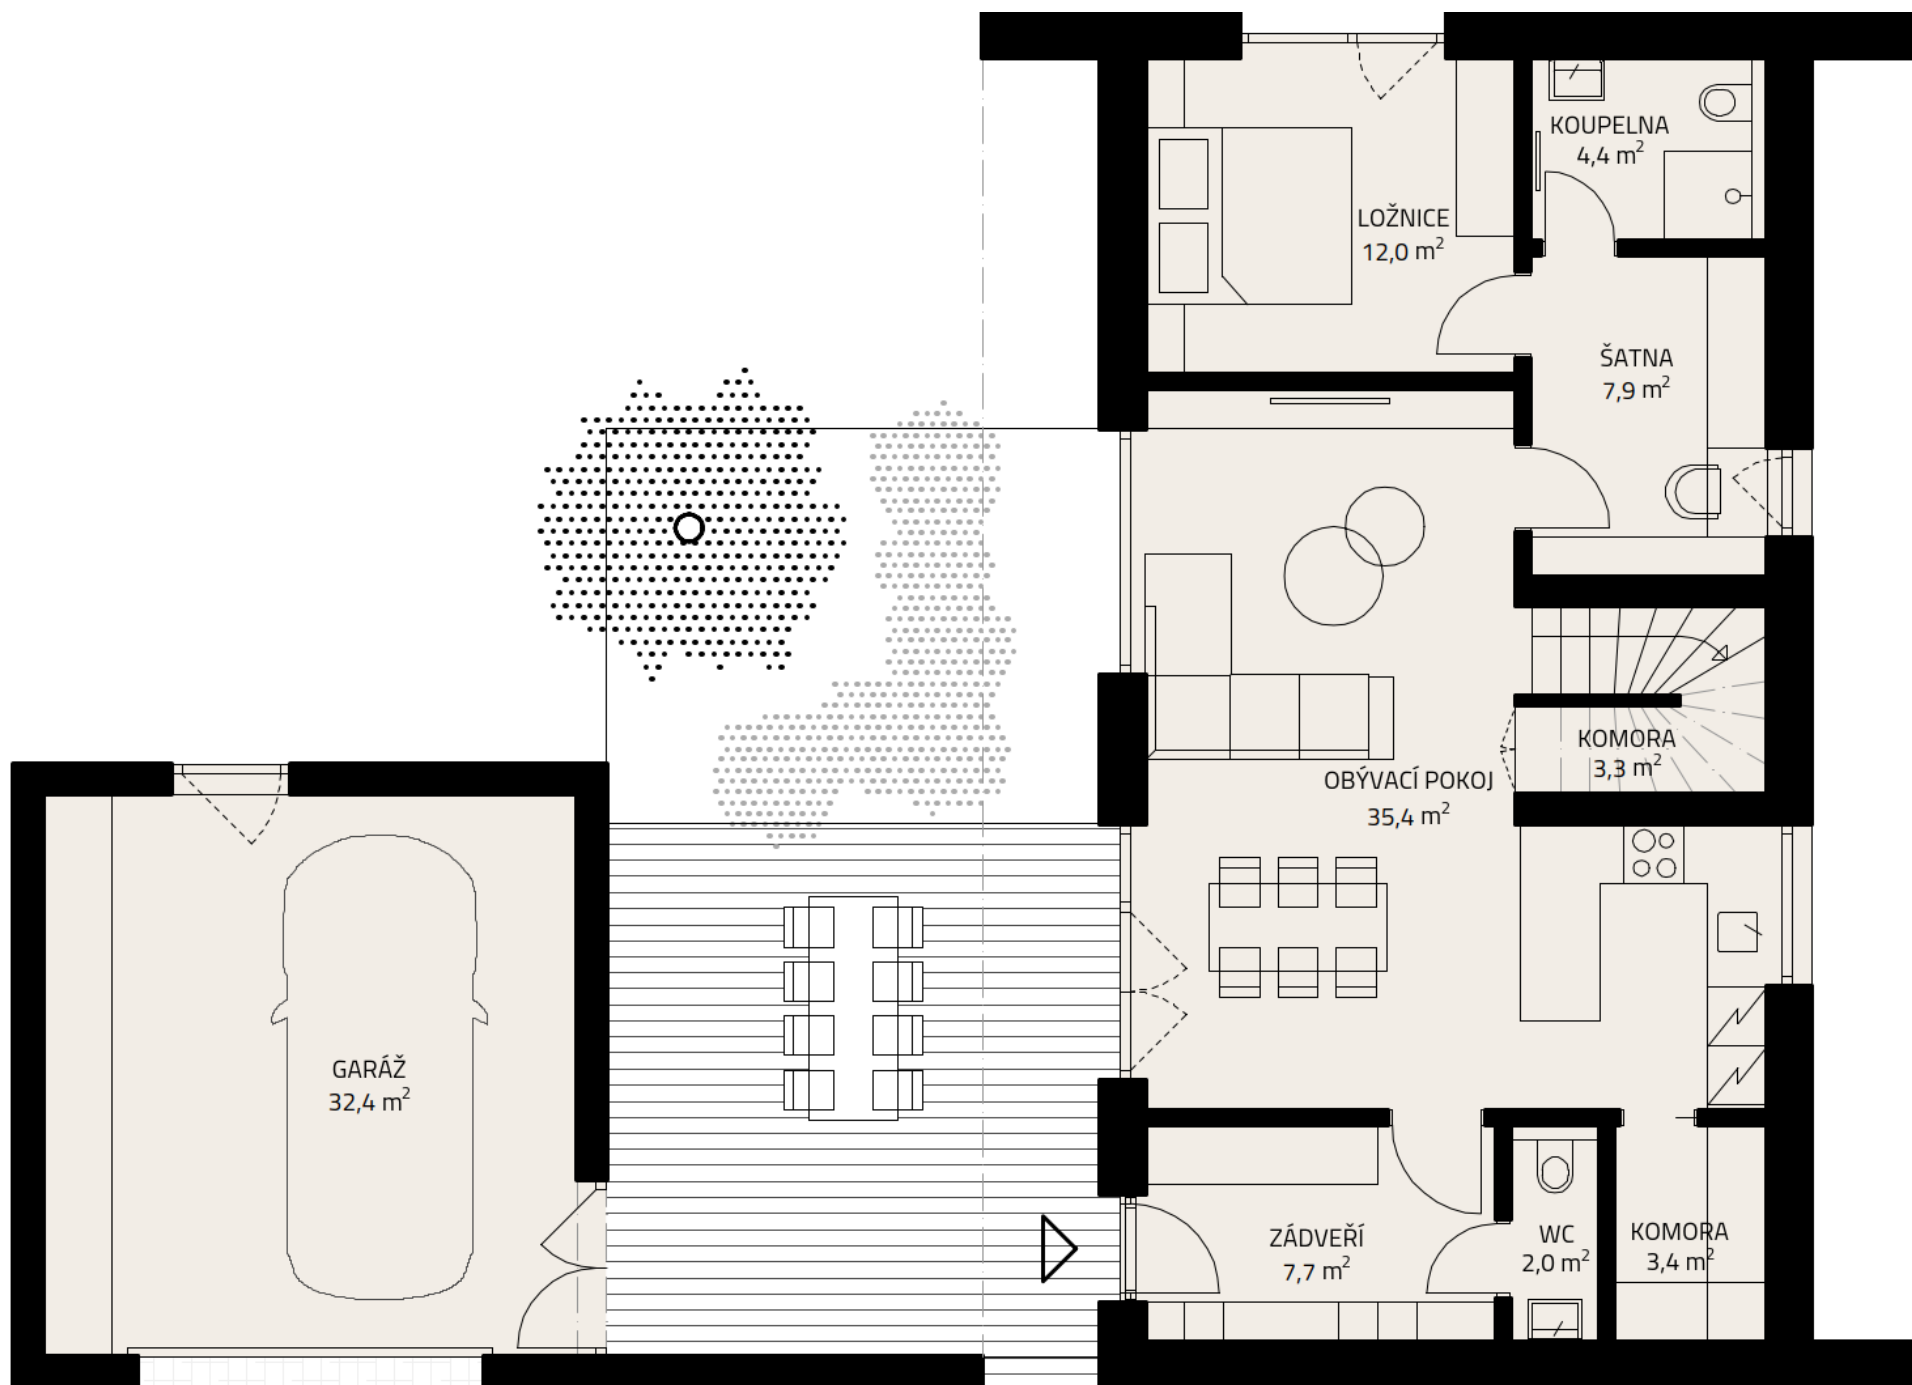 KOUPELNA
4,4 m²
LOŽNICE
12,0 m²
ŠATNA
7,9 m²
KOMORA
3,3 m²
OBÝVACÍ POKOJ
35,4 m²
GARÁŽ
32,4 m²
ZÁDVEŘÍ
7,7 m²
WC
2,0 m²
KOMORA
3,4 m²